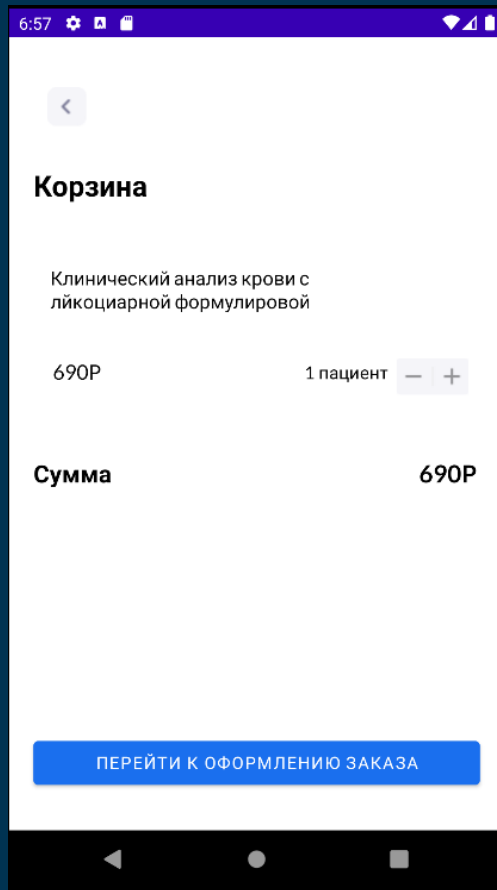 6:57
Корзина
Клинический анализ крови с
лйкоциарной формулировой
690Р
1 пациент
Сумма
690Р
ПЕРЕЙТИ К ОФОРМЛЕНИЮ ЗАКАЗА